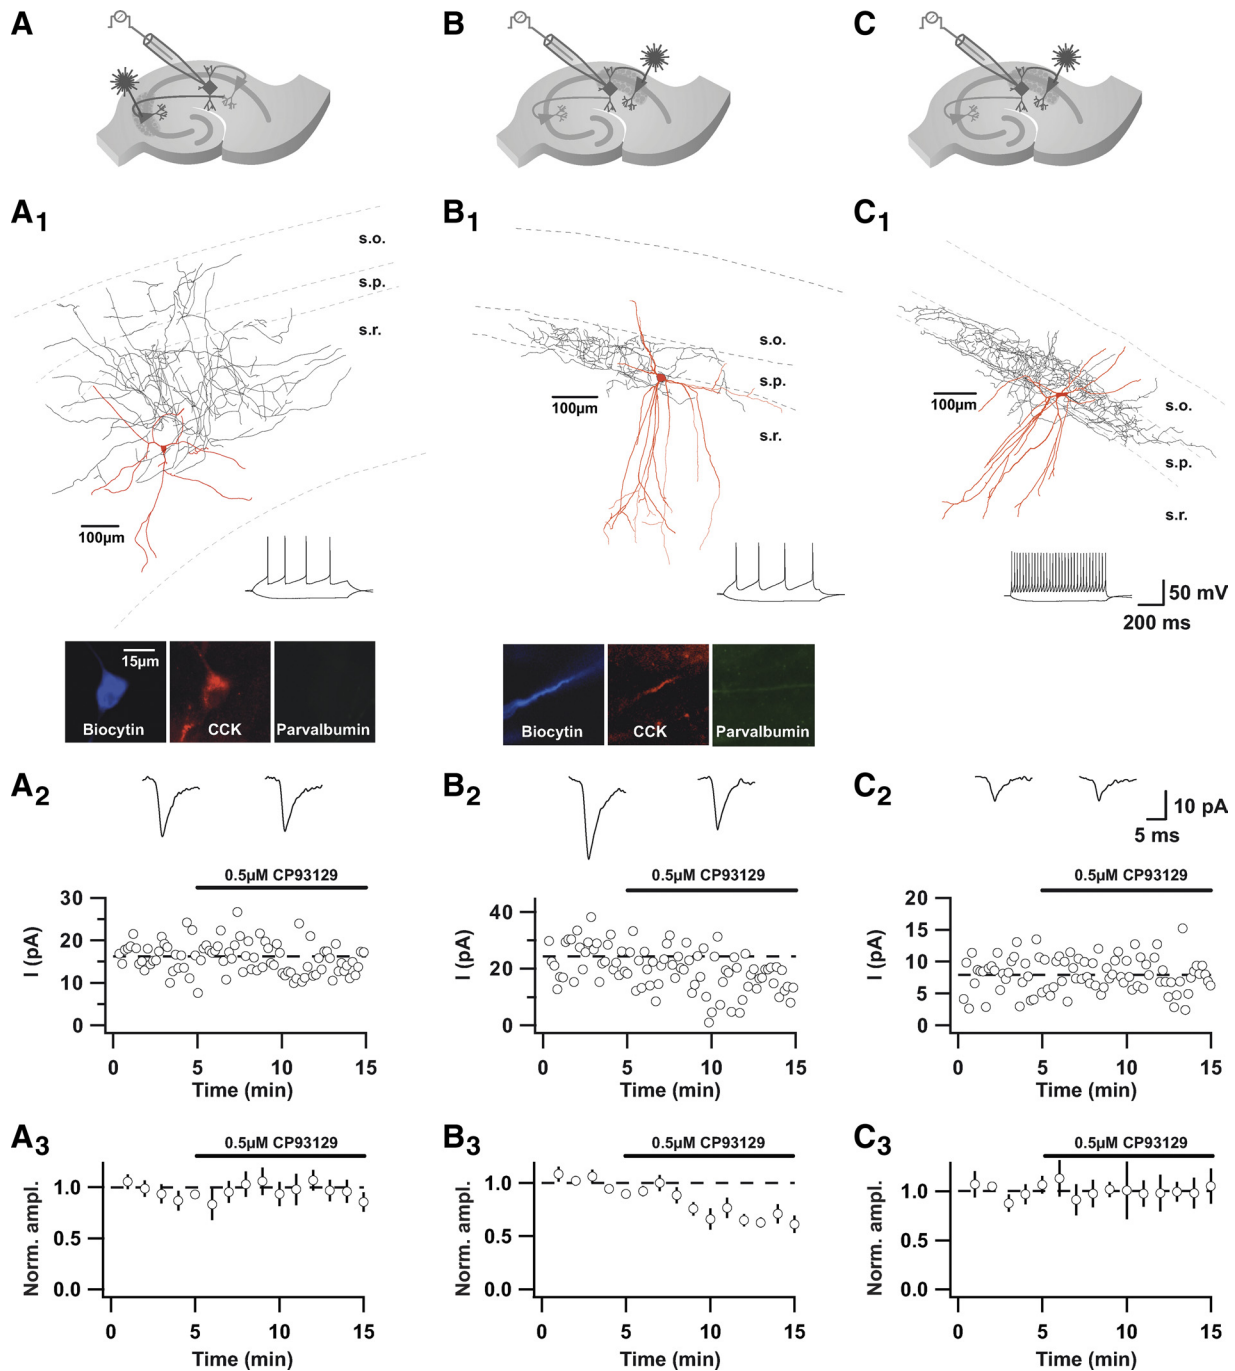 A
B
C
A1
B1
C1
s.o.
s.p.
s.r.
100µm
s.o.
s.p.
s.r.
100µm
s.o.
s.p.
s.r.
100µm
50 mV
200 ms
15µm
Biocytin
CCK
Parvalbumin
Biocytin
CCK
Parvalbumin
A2
B2
C2
10 pA
5 ms
0.5µM CP93129
30
20
10
0
I (pA)
0 5 10 15
Time (min)
0.5µM CP93129
40
20
0
I (pA)
0 5 10 15
Time (min)
0.5µM CP93129
20
15
10
5
0
I (pA)
0 5 10 15
Time (min)
A3
B3
C3
0.5µM CP93129
1.0
0.5
0.0
Norm. ampl.
0 5 10 15
Time (min)
0.5µM CP93129
1.0
0.5
0.0
Norm. ampl.
0 5 10 15
Time (min)
0.5µM CP93129
1.0
0.5
0.0
Norm. ampl.
0 5 10 15
Time (min)